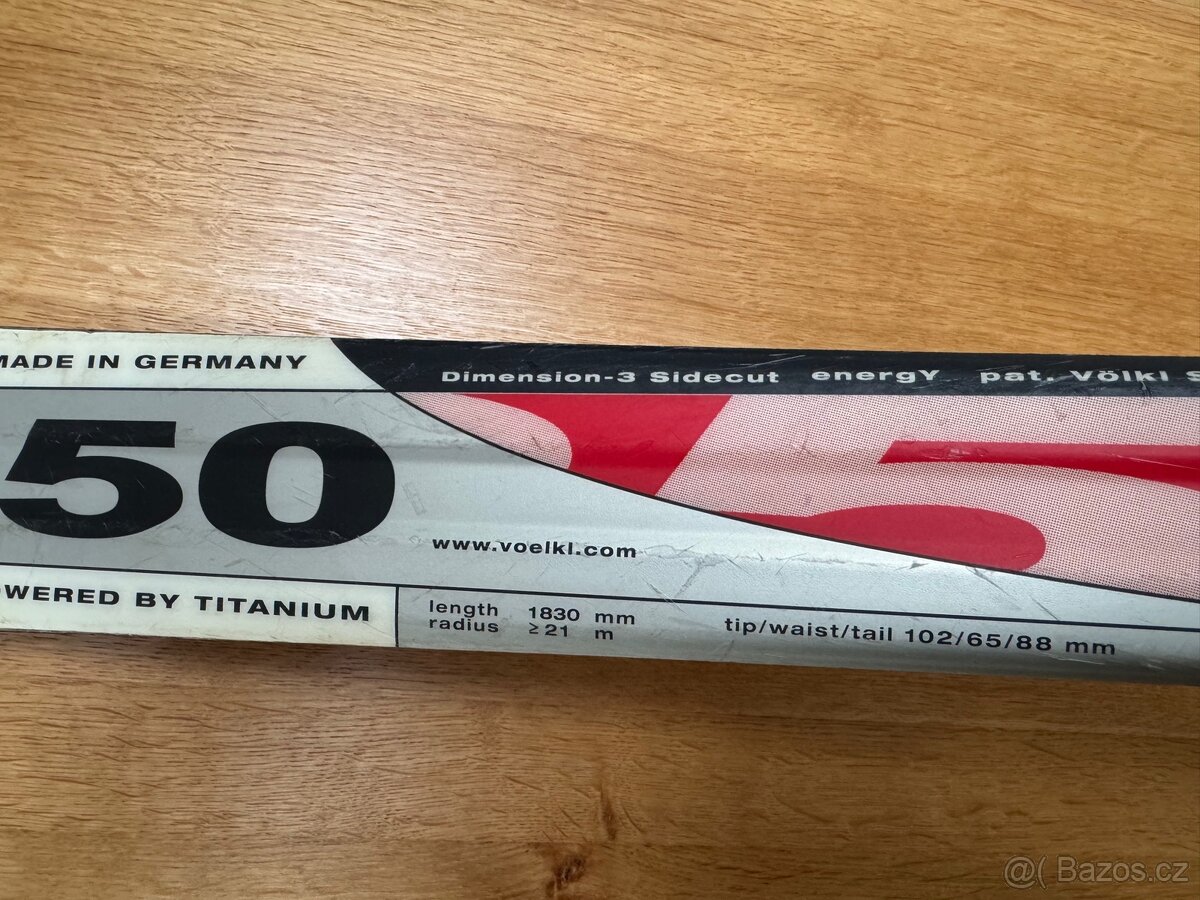 MADE IN GERMANY
Dimension-3 Sidecut energY pat. Völkl S
50
www.voelkl.com
OWERED BY TITANIUM
length 1830 mm
radius ≥21 m
tip/waist/tail 102/65/88 mm
@( Bazos.cz